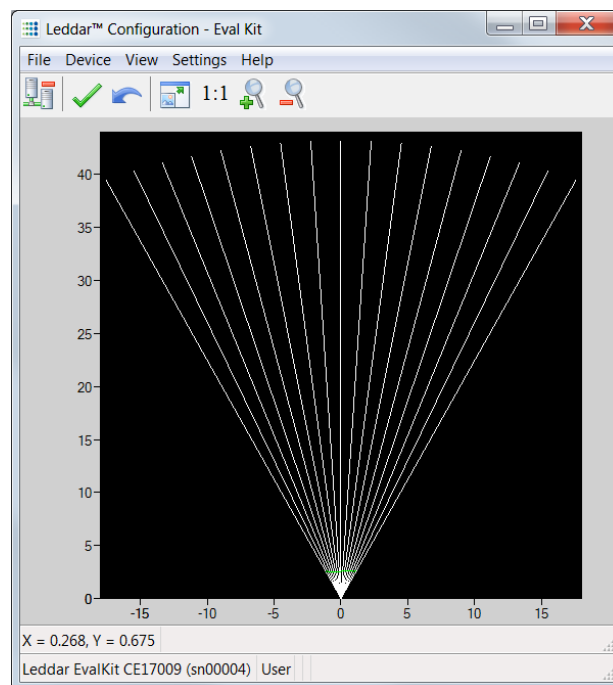 Leddar™ Configuration - Eval Kit
File Device View Settings Help
1:1
40
35
30
25
20
15
10
5
0
-15 -10 -5 0 5 10 15
X = 0.268, Y = 0.675
Leddar EvalKit CE17009 (sn00004) User